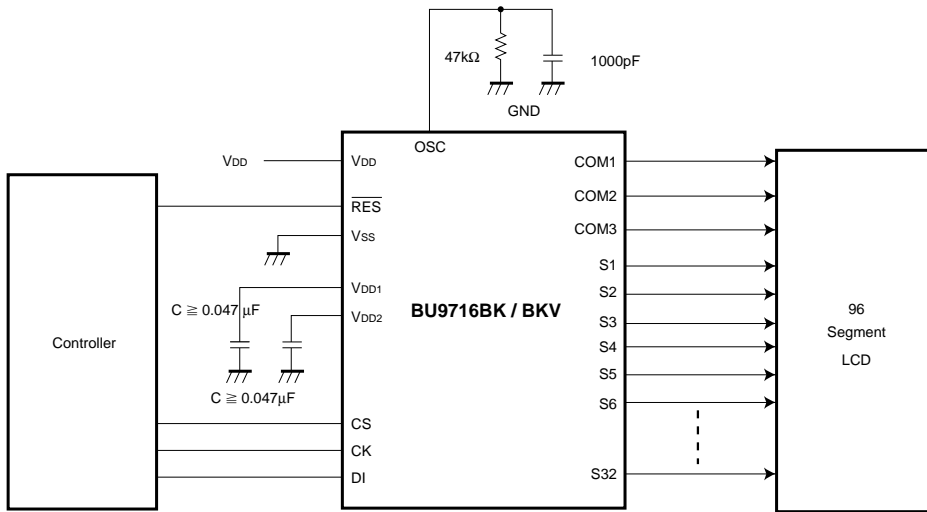 47kΩ
1000pF
GND
OSC
VDD
VDD
COM1
COM2
RES
COM3
VSS
S1
VDD1
S2
C ≧ 0.047 μF
BU9716BK / BKV
96
VDD2
S3
Segment
Controller
S4
LCD
S5
C ≧ 0.047μF
S6
CS
CK
DI
S32